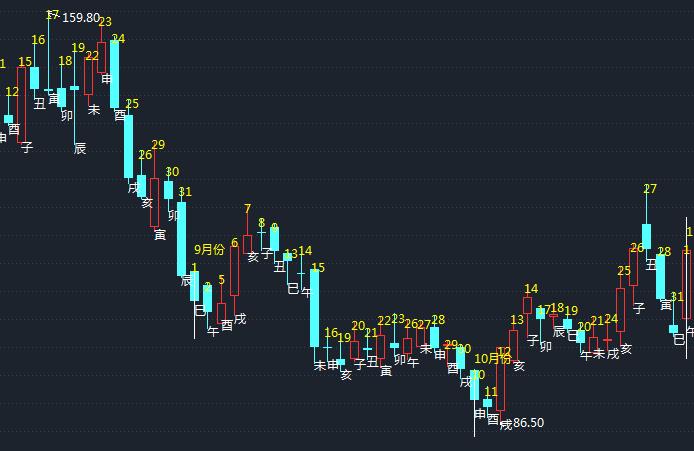 17
159.80
23
24
16
19
22
18
1
15
12
申
丑
寅
卯
未
酉
申
酉
子
辰
25
26
29
30
31
戌
亥
卯
寅
辰
27
7
8
9
9月份
6
13
14
15
1
2
5
亥
子
丑
巳
午
巳
午
酉
戌
28
26
1
25
31
丑
寅
子
14
17
18
19
13
20
21
24
16
19
20
21
22
23
26
27
28
29
30
未
申
亥
子
丑
寅
卯
午
未
申
酉
戌
子
卯
辰
巳
午
未
戌
亥
巳
午
10月份
10
11
12
亥
申
酉
戌
86.50